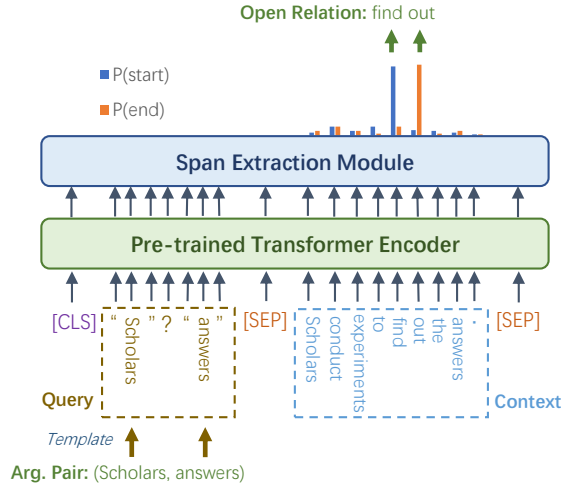 Open Relation: find out
P(start)
P(end)
Span Extraction Module
Pre-trained Transformer Encoder
[CLS] “ Scholars ” ? “ answers ” [SEP] Scholars conduct experiments to find out the answers . [SEP]
Query
Context
Template
Arg. Pair: (Scholars, answers)